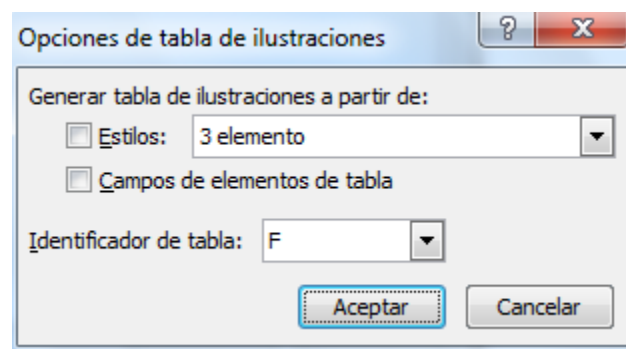 Opciones de tabla de ilustraciones
Generar tabla de ilustraciones a partir de:
Estilos: 3 elemento
Campos de elementos de tabla
Identificador de tabla: F
Aceptar Cancelar